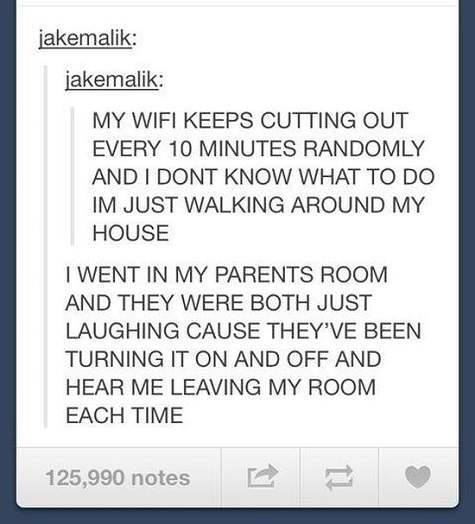 jakemalik:
jakemalik:
MY WIFI KEEPS CUTTING OUT
EVERY 10 MINUTES RANDOMLY
AND I DONT KNOW WHAT TO DO
IM JUST WALKING AROUND MY
HOUSE
I WENT IN MY PARENTS ROOM
AND THEY WERE BOTH JUST
LAUGHING CAUSE THEY'VE BEEN
TURNING IT ON AND OFF AND
HEAR ME LEAVING MY ROOM
EACH TIME
125,990 notes